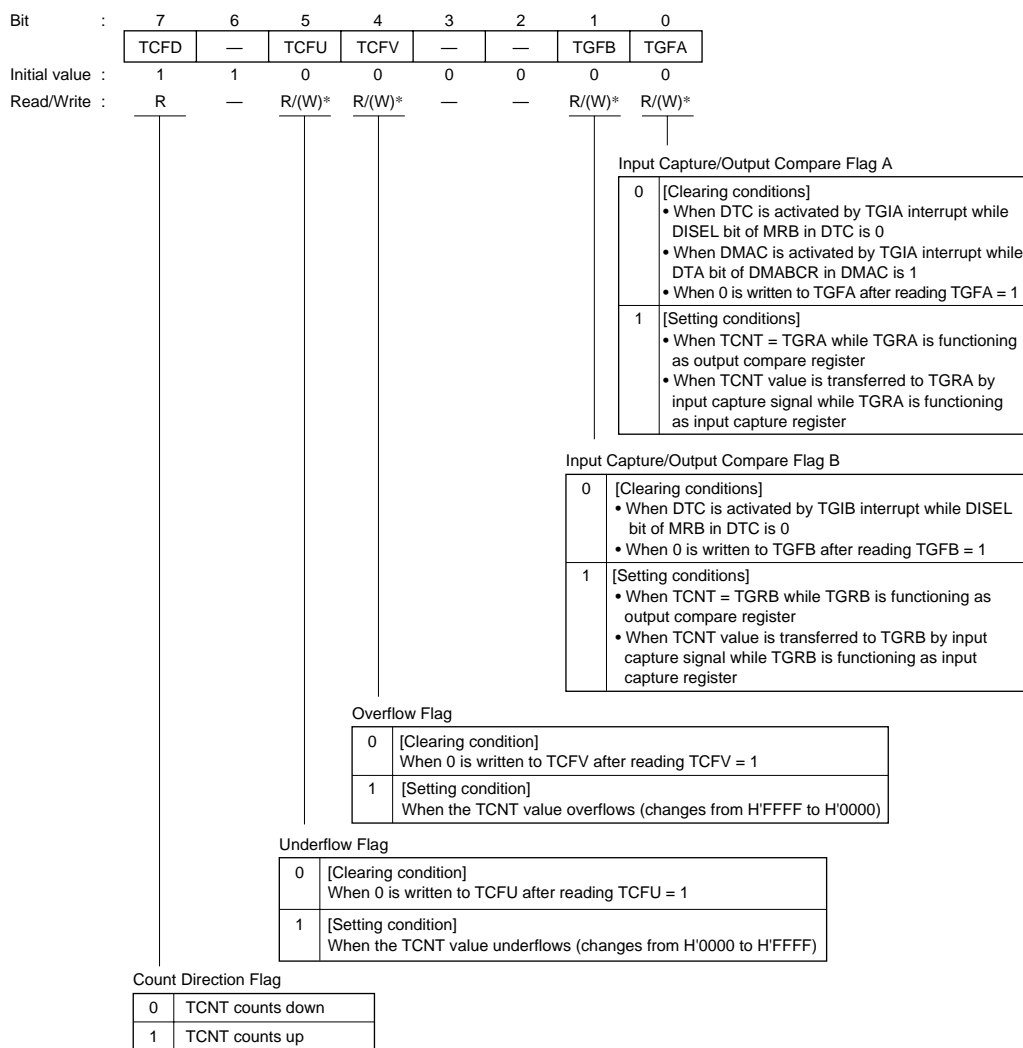 Bit : 7 6 5 4 3 2 1 0
TCFD — TCFU TCFV — — TGFB TGFA
Initial value : 1 1 0 0 0 0 0 0
Read/Write : R — R/(W)* R/(W)* — — R/(W)* R/(W)*
Input Capture/Output Compare Flag A
0 [Clearing conditions]
• When DTC is activated by TGIA interrupt while
DISEL bit of MRB in DTC is 0
• When DMAC is activated by TGIA interrupt while
DTA bit of DMABCR in DMAC is 1
• When 0 is written to TGFA after reading TGFA = 1
1 [Setting conditions]
• When TCNT = TGRA while TGRA is functioning
as output compare register
• When TCNT value is transferred to TGRA by
input capture signal while TGRA is functioning
as input capture register
Input Capture/Output Compare Flag B
0 [Clearing conditions]
• When DTC is activated by TGIB interrupt while DISEL
bit of MRB in DTC is 0
• When 0 is written to TGFB after reading TGFB = 1
1 [Setting conditions]
• When TCNT = TGRB while TGRB is functioning as
output compare register
• When TCNT value is transferred to TGRB by input
capture signal while TGRB is functioning as input
capture register
Overflow Flag
0 [Clearing condition]
When 0 is written to TCFV after reading TCFV = 1
1 [Setting condition]
When the TCNT value overflows (changes from H'FFFF to H'0000)
Underflow Flag
0 [Clearing condition]
When 0 is written to TCFU after reading TCFU = 1
1 [Setting condition]
When the TCNT value underflows (changes from H'0000 to H'FFFF)
Count Direction Flag
0 TCNT counts down
1 TCNT counts up